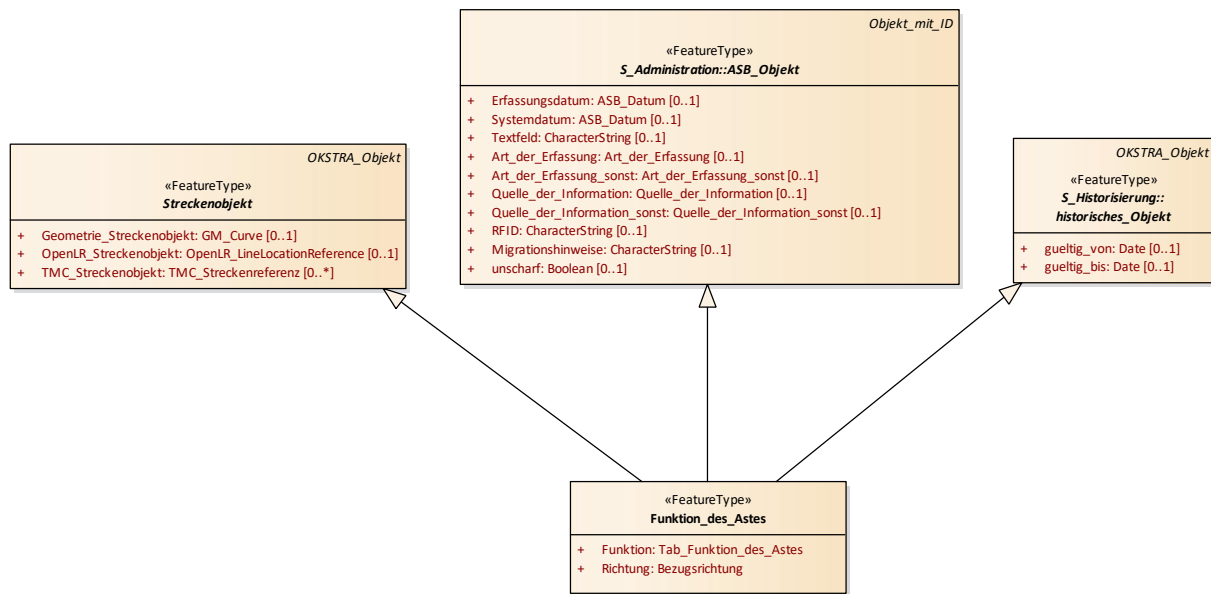 OKSTRA_Objekt
«FeatureType»
Streckenobjekt
+ Geometrie_Streckenobjekt: GM_Curve [0..1]
+ OpenLR_Streckenobjekt: OpenLR_LineLocationReference [0..1]
+ TMC_Streckenobjekt: TMC_Streckenreferenz [0..*]
Objekt_mit_ID
«FeatureType»
S_Administration::ASB_Objekt
+ Erfassungsdatum: ASB_Datum [0..1]
+ Systemdatum: ASB_Datum [0..1]
+ Textfeld: CharacterString [0..1]
+ Art_der_Erfassung: Art_der_Erfassung [0..1]
+ Art_der_Erfassung_sonst: Art_der_Erfassung_sonst [0..1]
+ Quelle_der_Information: Quelle_der_Information [0..1]
+ Quelle_der_Information_sonst: Quelle_der_Information_sonst [0..1]
+ RFID: CharacterString [0..1]
+ Migrationshinweise: CharacterString [0..1]
+ unscharf: Boolean [0..1]
OKSTRA_Objekt
«FeatureType»
S_Historisierung::
historisches_Objekt
+ gueltig_von: Date [0..1]
+ gueltig_bis: Date [0..1]
«FeatureType»
Funktion_des_Astes
+ Funktion: Tab_Funktion_des_Astes
+ Richtung: Bezugsrichtung